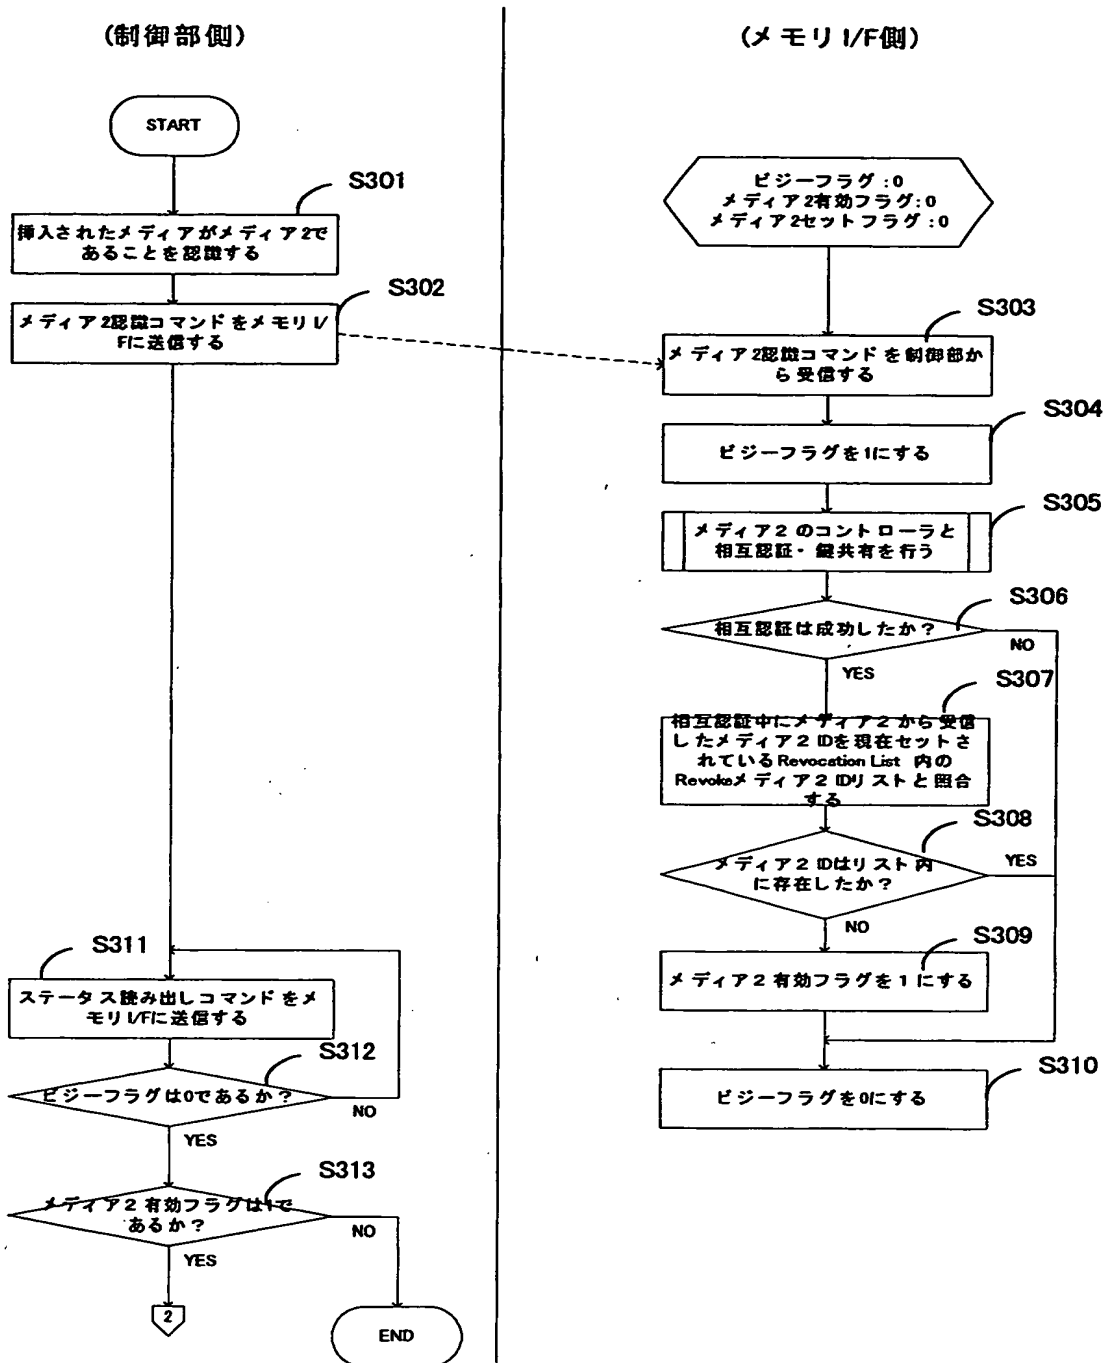 (制御部側)
START
S301
挿入されたメディアがメディア2で
あることを認識する
S302
メディア2認識コマンドをメモリI/
Fに送信する
S311
ステータス読み出しコマンドをメ
モリI/Fに送信する
S312
ビジーフラグは0であるか?
NO
YES
S313
メディア2有効フラグは1で
あるか?
NO
YES
2
END
(メモリI/F側)
ビジーフラグ:0
メディア2有効フラグ:0
メディア2セットフラグ:0
S303
メディア2認識コマンドを制御部か
ら受信する
S304
ビジーフラグを1にする
S305
メディア2のコントローラと
相互認証・鍵共有を行う
S306
相互認証は成功したか?
NO
YES
S307
相互認証中にメディア2から受信
したメディア2IDを現在セットさ
れているRevocation List内の
Revokeメディア2IDリストと照合
する
S308
メディア2IDはリスト内
に存在したか?
YES
NO
S309
メディア2有効フラグを1にする
S310
ビジーフラグを0にする